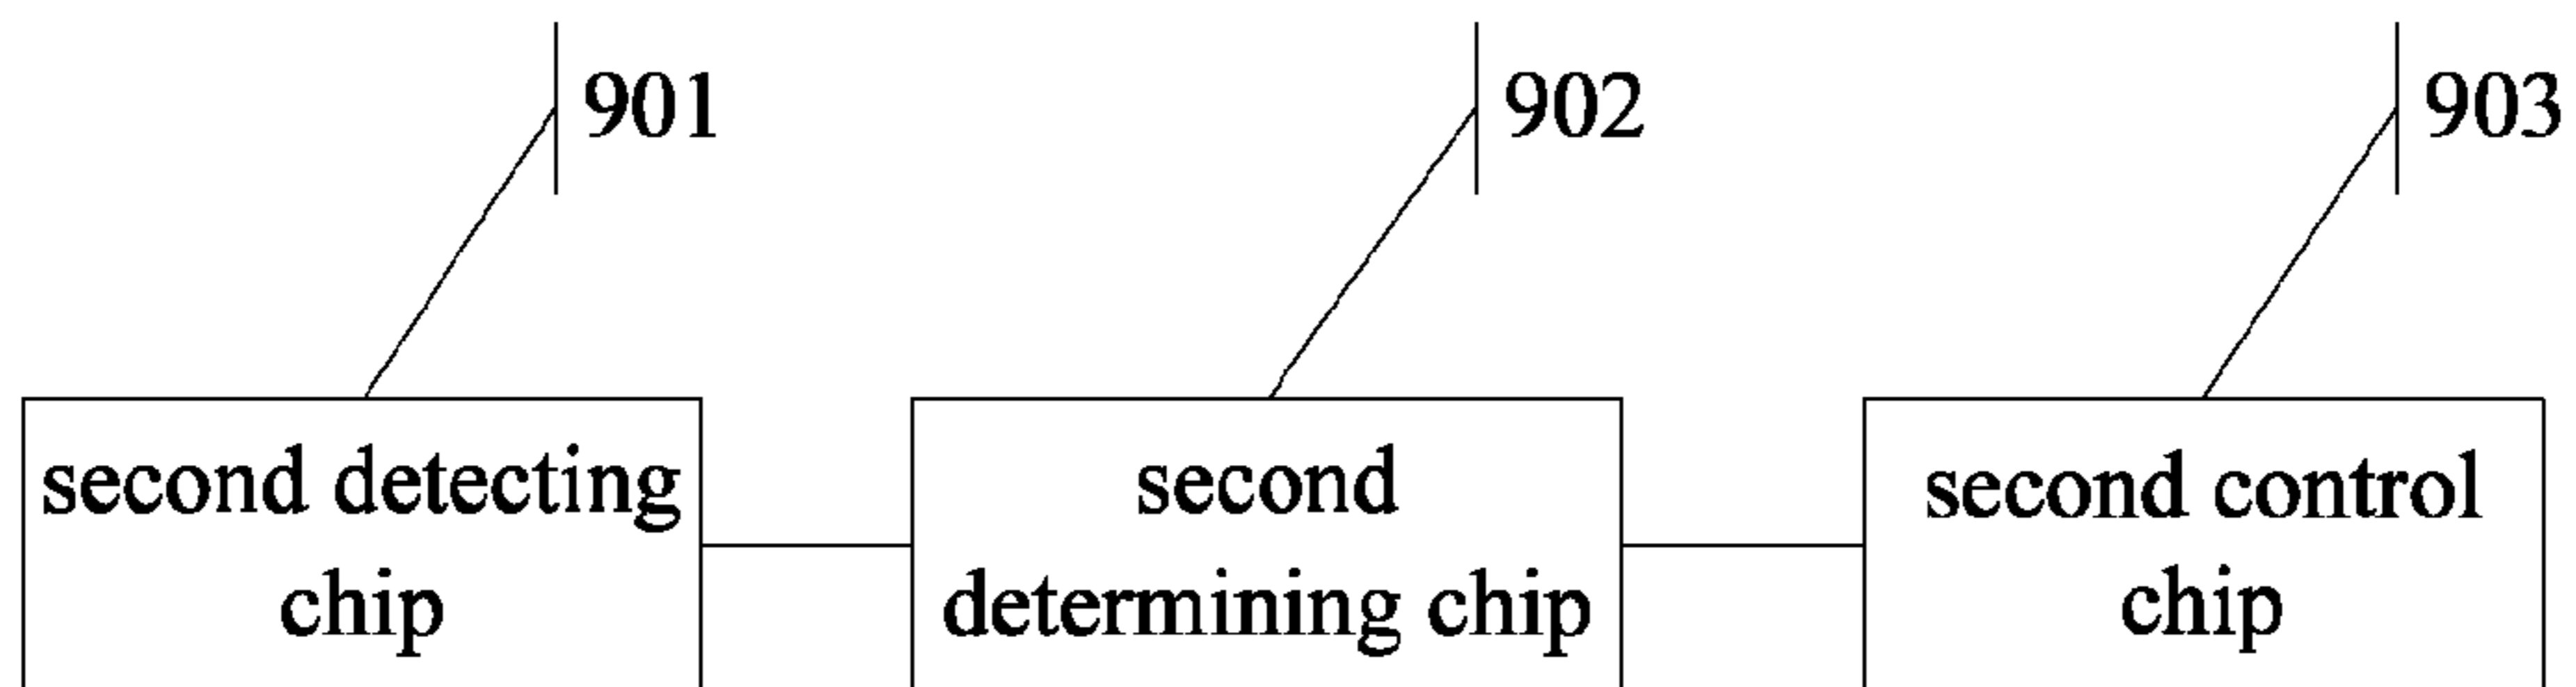 901
902
903
second detecting
chip
second
determining chip
second control
chip